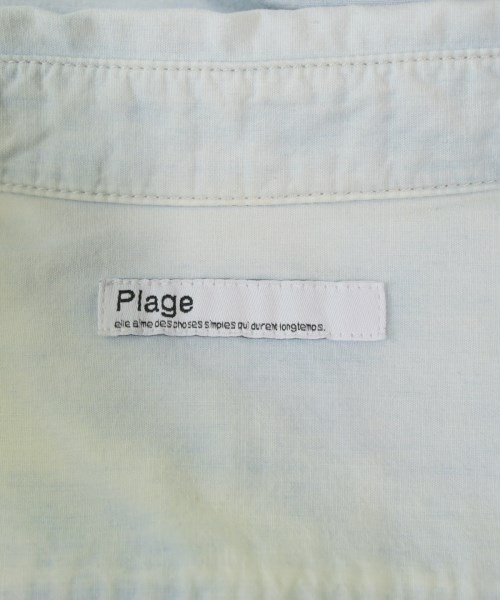 Plage
elle aime des choses simples qui durent longtemps.